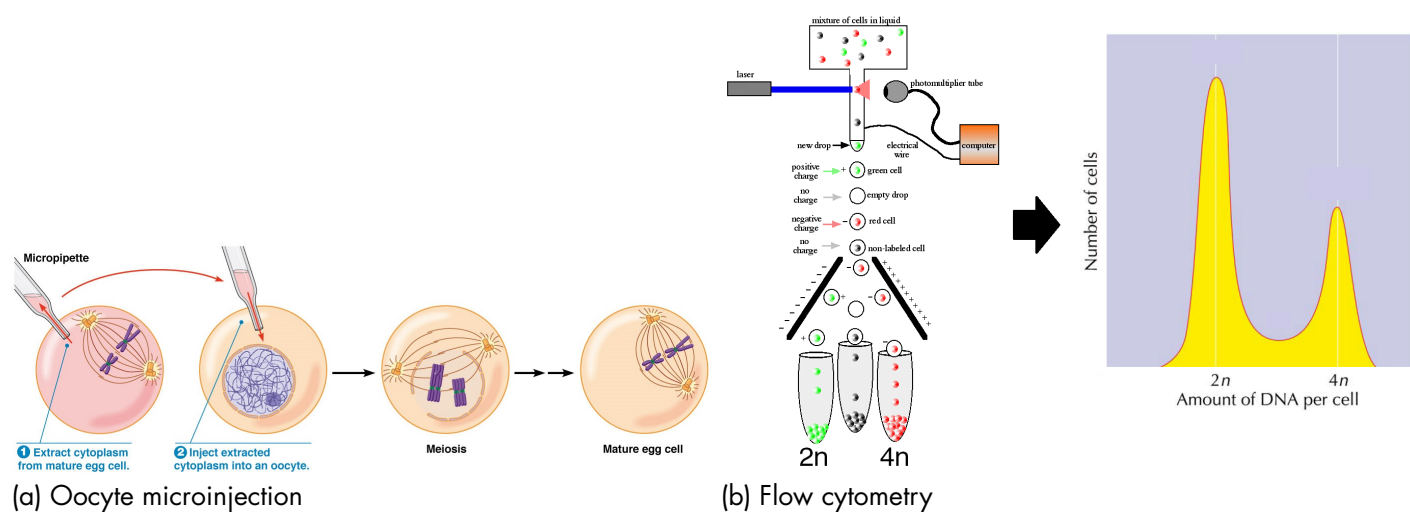 Micropipette
1 Extract cytoplasm
from mature egg cell.
2 Inject extracted
cytoplasm into an oocyte.
Meiosis
Mature egg cell
(a) Oocyte microinjection
mixture of cells in liquid
laser
photomultiplier tube
computer
new drop
electrical
wire
positive
charge
+
green cell
no
charge
empty drop
negative
charge
-
red cell
no
charge
non-labeled cell
2n
4n
(b) Flow cytometry
Number of cells
2n
4n
Amount of DNA per cell